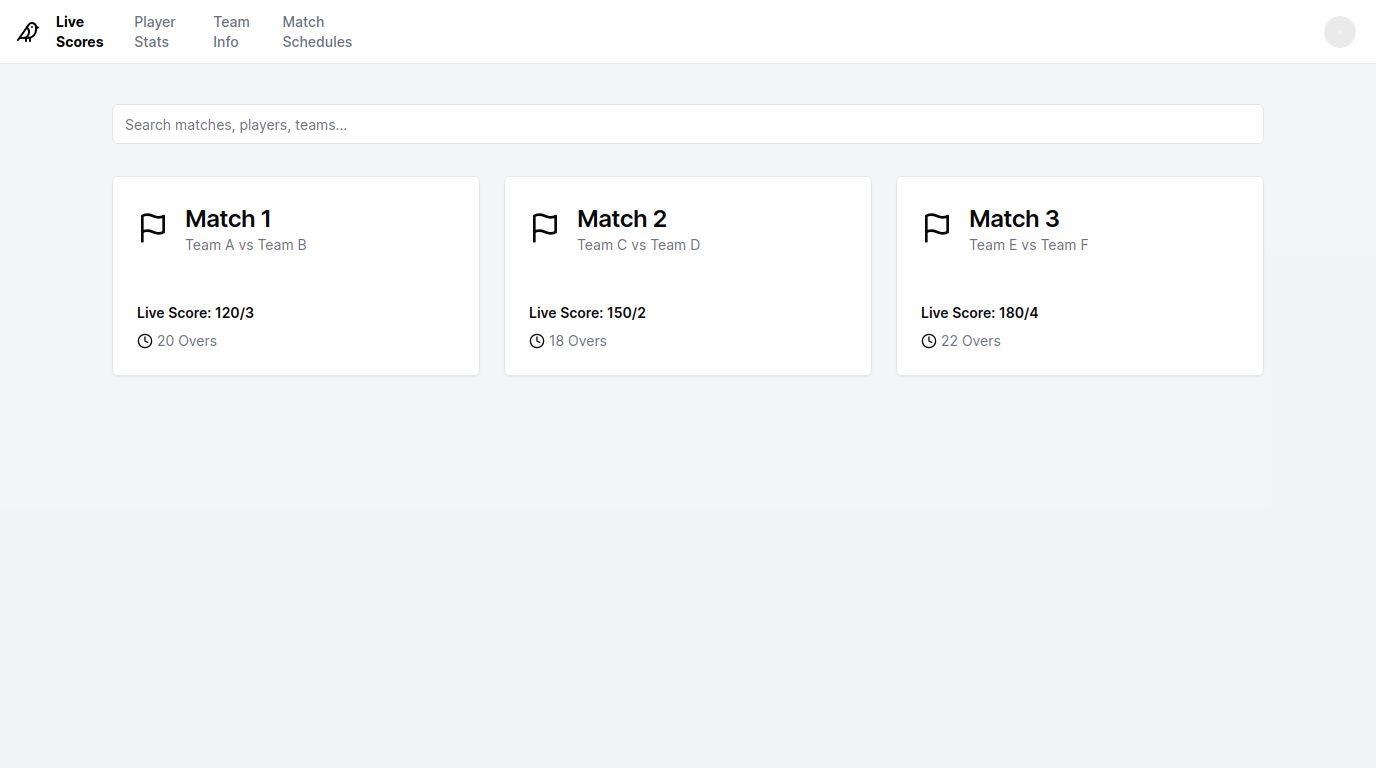 Live
Scores
Player
Stats
Team
Info
Match
Schedules
Search matches, players, teams...
Match 1
Team A vs Team B
Live Score: 120/3
20 Overs
Match 2
Team C vs Team D
Live Score: 150/2
18 Overs
Match 3
Team E vs Team F
Live Score: 180/4
22 Overs